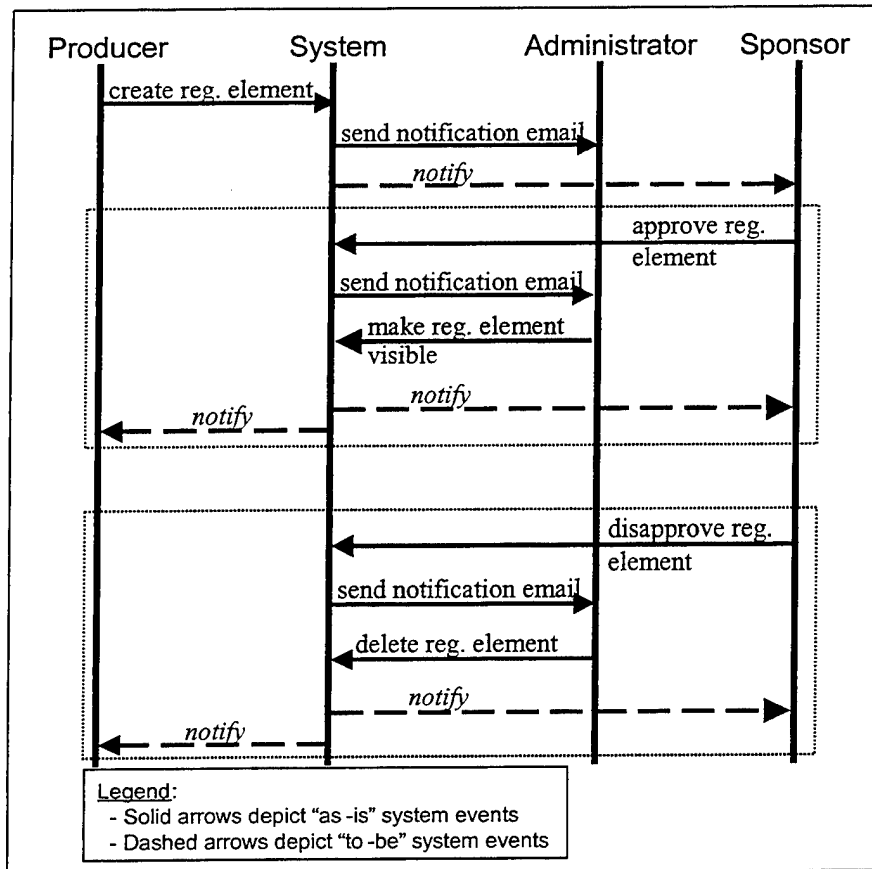 Producer System Administrator Sponsor
create reg. element
send notification email
notify
approve reg.
element
send notification email
make reg. element
visible
notify
notify
disapprove reg.
element
send notification email
delete reg. element
notify
notify
Legend:
- Solid arrows depict “as -is” system events
- Dashed arrows depict “to -be” system events